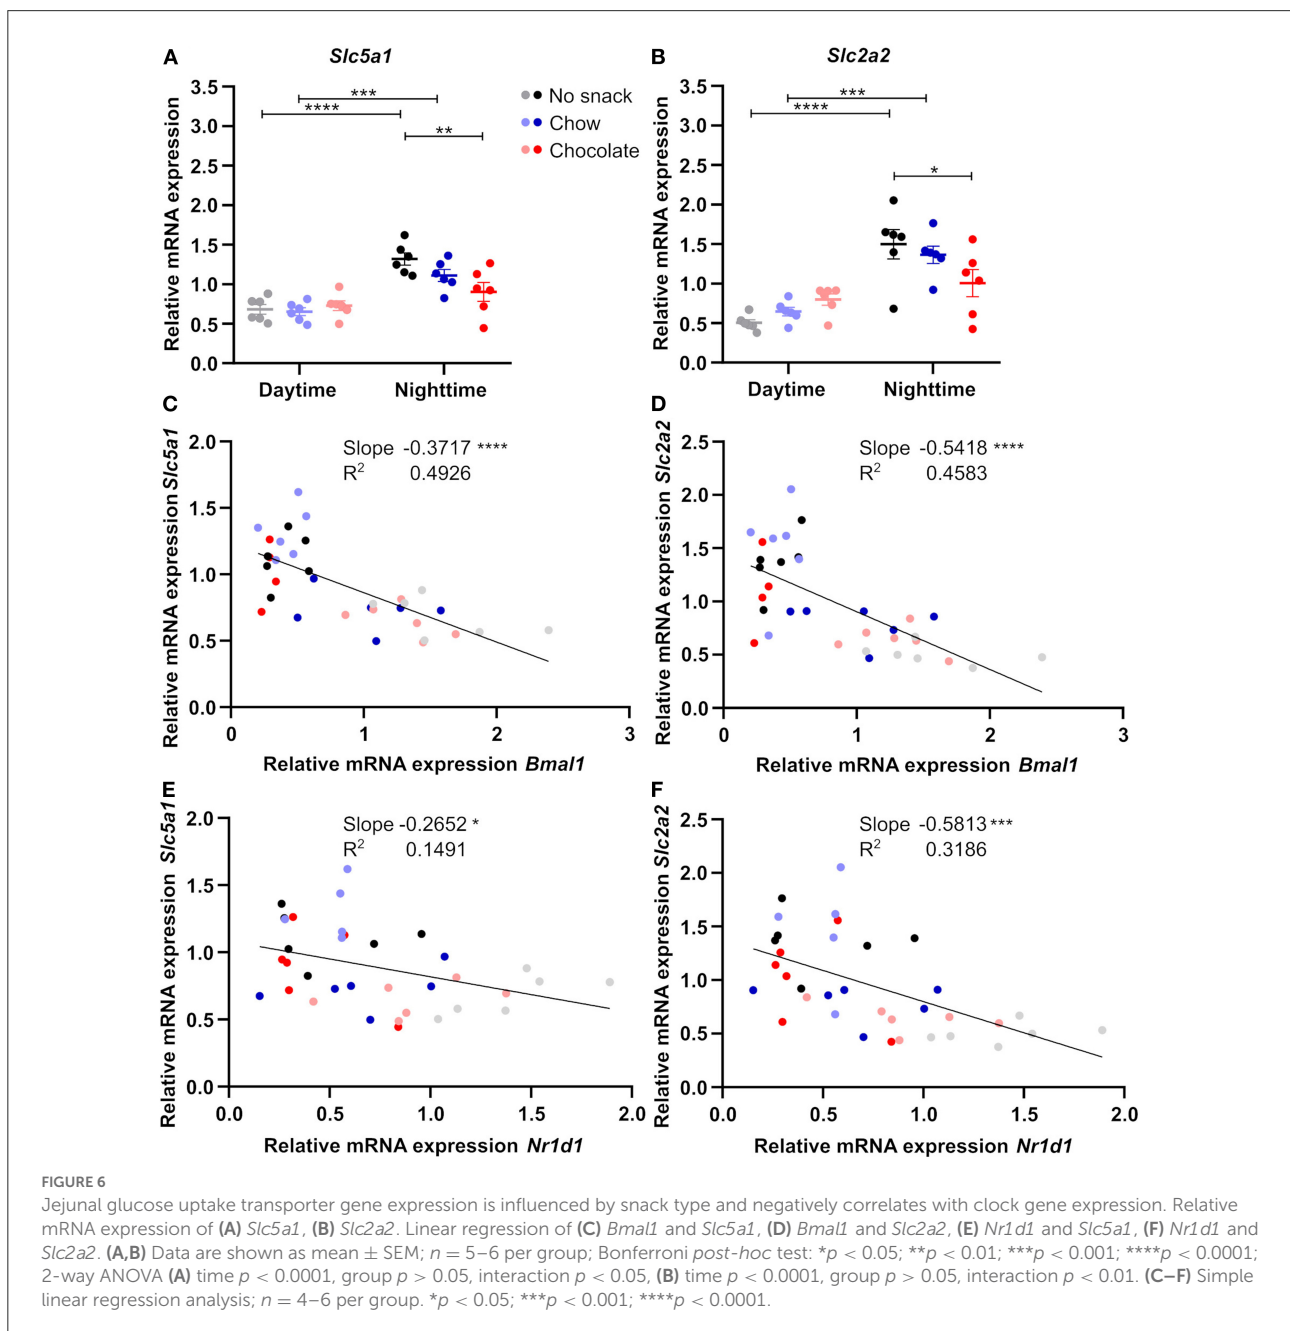 A
Slc5a1
Relative mRNA expression
3.5
3.0
2.5
2.0
1.5
1.0
0.5
0.0
***
****
**
Daytime
Nighttime
No snack
Chow
Chocolate
B
Slc2a2
Relative mRNA expression
3.5
3.0
2.5
2.0
1.5
1.0
0.5
0.0
***
****
*
Daytime
Nighttime
C
Relative mRNA expression Slc5a1
2.0
1.5
1.0
0.5
0.0
Slope -0.3717 ****
R² 0.4926
0 1 2 3
Relative mRNA expression Bmal1
D
Relative mRNA expression Slc2a2
2.5
2.0
1.5
1.0
0.5
0.0
Slope -0.5418 ****
R² 0.4583
0 1 2 3
Relative mRNA expression Bmal1
E
Relative mRNA expression Slc5a1
2.0
1.5
1.0
0.5
0.0
Slope -0.2652 *
R² 0.1491
0.0 0.5 1.0 1.5 2.0
Relative mRNA expression Nr1d1
F
Relative mRNA expression Slc2a2
2.5
2.0
1.5
1.0
0.5
0.0
Slope -0.5813 ***
R² 0.3186
0.0 0.5 1.0 1.5 2.0
Relative mRNA expression Nr1d1
FIGURE 6
Jejunal glucose uptake transporter gene expression is influenced by snack type and negatively correlates with clock gene expression. Relative
mRNA expression of (A) Slc5a1, (B) Slc2a2. Linear regression of (C) Bmal1 and Slc5a1, (D) Bmal1 and Slc2a2, (E) Nr1d1 and Slc5a1, (F) Nr1d1 and
Slc2a2. (A,B) Data are shown as mean ± SEM; n = 5–6 per group; Bonferroni post-hoc test: *p < 0.05; **p < 0.01; ***p < 0.001; ****p < 0.0001;
2-way ANOVA (A) time p < 0.0001, group p > 0.05, interaction p < 0.05, (B) time p < 0.0001, group p > 0.05, interaction p < 0.01. (C–F) Simple
linear regression analysis; n = 4–6 per group. *p < 0.05; ***p < 0.001; ****p < 0.0001.